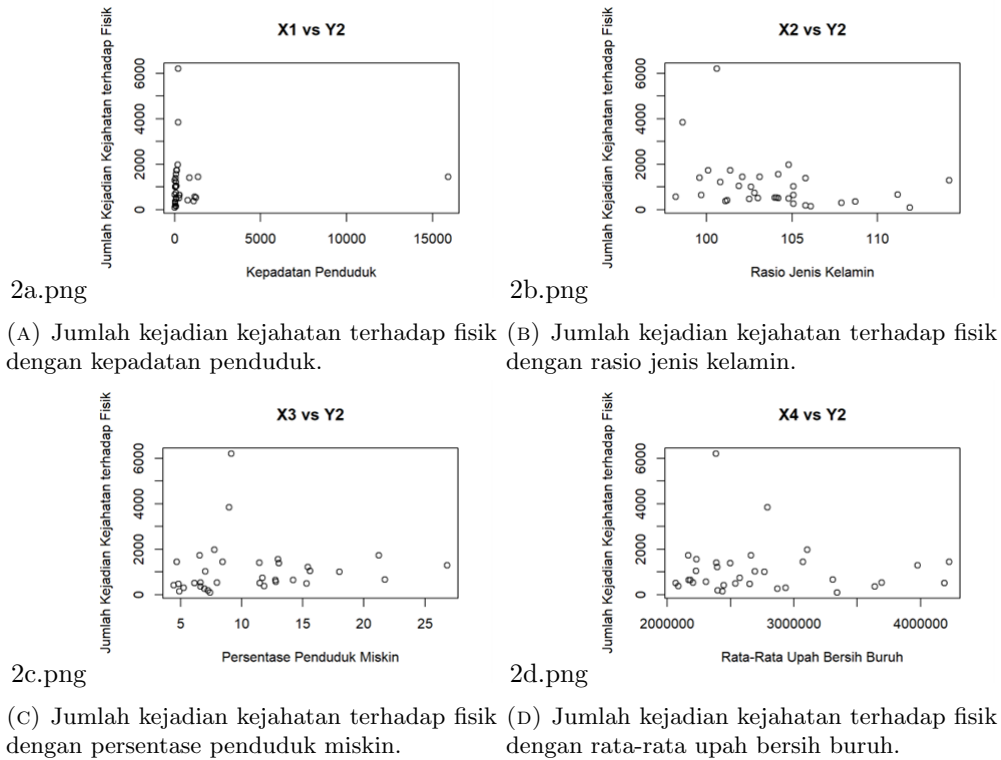 X1 vs Y2
Jumlah Kejadian Kejahatan terhadap Fisik
0 2000 4000 6000
0 5000 10000 15000
Kepadatan Penduduk
2a.png
(A) Jumlah kejadian kejahatan terhadap fisik
dengan kepadatan penduduk.
X2 vs Y2
Jumlah Kejadian Kejahatan terhadap Fisik
0 2000 4000 6000
100 105 110
Rasio Jenis Kelamin
2b.png
(B) Jumlah kejadian kejahatan terhadap fisik
dengan rasio jenis kelamin.
X3 vs Y2
Jumlah Kejadian Kejahatan terhadap Fisik
0 2000 4000 6000
5 10 15 20 25
Persentase Penduduk Miskin
2c.png
(C) Jumlah kejadian kejahatan terhadap fisik
dengan persentase penduduk miskin.
X4 vs Y2
Jumlah Kejadian Kejahatan terhadap Fisik
0 2000 4000 6000
2000000 3000000 4000000
Rata-Rata Upah Bersih Buruh
2d.png
(D) Jumlah kejadian kejahatan terhadap fisik
dengan rata-rata upah bersih buruh.